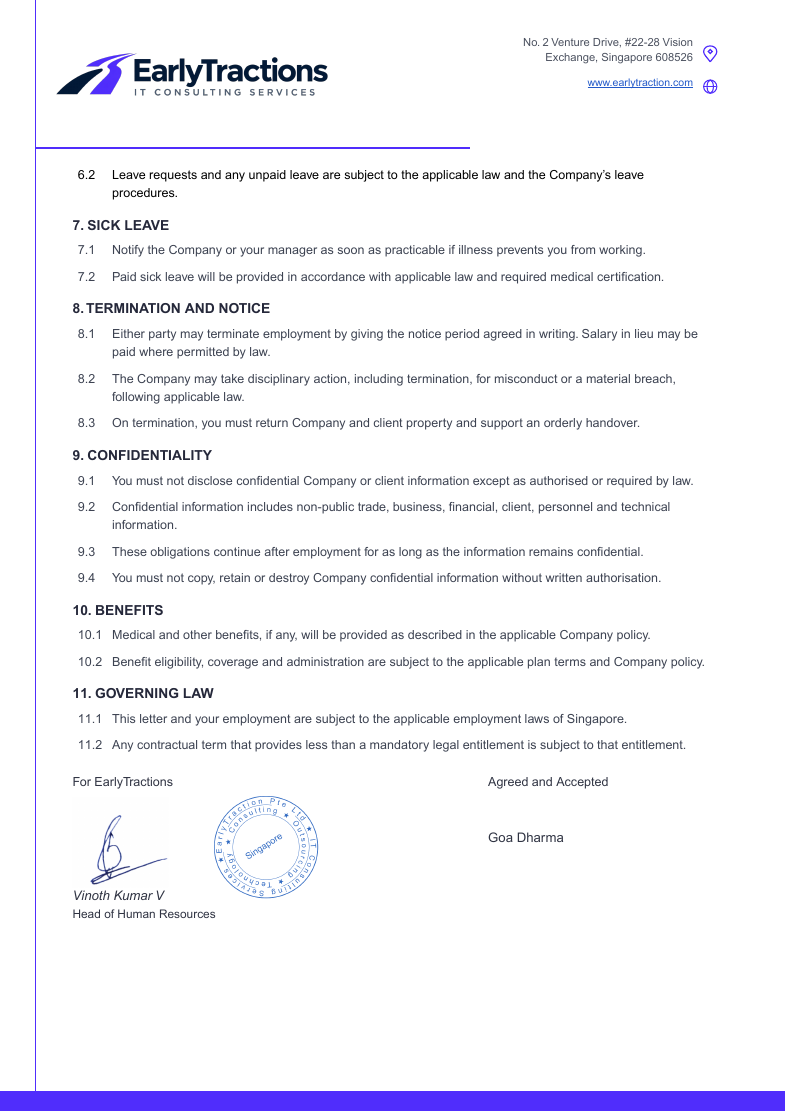 EarlyTractions
IT CONSULTING SERVICES
No. 2 Venture Drive, #22-28 Vision
Exchange, Singapore 608526
www.earlytraction.com
6.2 Leave requests and any unpaid leave are subject to the applicable law and the Company’s leave
procedures.
7. SICK LEAVE
7.1 Notify the Company or your manager as soon as practicable if illness prevents you from working.
7.2 Paid sick leave will be provided in accordance with applicable law and required medical certification.
8. TERMINATION AND NOTICE
8.1 Either party may terminate employment by giving the notice period agreed in writing. Salary in lieu may be
paid where permitted by law.
8.2 The Company may take disciplinary action, including termination, for misconduct or a material breach,
following applicable law.
8.3 On termination, you must return Company and client property and support an orderly handover.
9. CONFIDENTIALITY
9.1 You must not disclose confidential Company or client information except as authorised or required by law.
9.2 Confidential information includes non-public trade, business, financial, client, personnel and technical
information.
9.3 These obligations continue after employment for as long as the information remains confidential.
9.4 You must not copy, retain or destroy Company confidential information without written authorisation.
10. BENEFITS
10.1 Medical and other benefits, if any, will be provided as described in the applicable Company policy.
10.2 Benefit eligibility, coverage and administration are subject to the applicable plan terms and Company policy.
11. GOVERNING LAW
11.1 This letter and your employment are subject to the applicable employment laws of Singapore.
11.2 Any contractual term that provides less than a mandatory legal entitlement is subject to that entitlement.
For EarlyTractions
Agreed and Accepted
EarlyTraction Pte Ltd ★ IT Consulting Services ★
Consulting ★ Outsourcing ★ Technology ★
Singapore
Goa Dharma
Vinoth Kumar V
Head of Human Resources